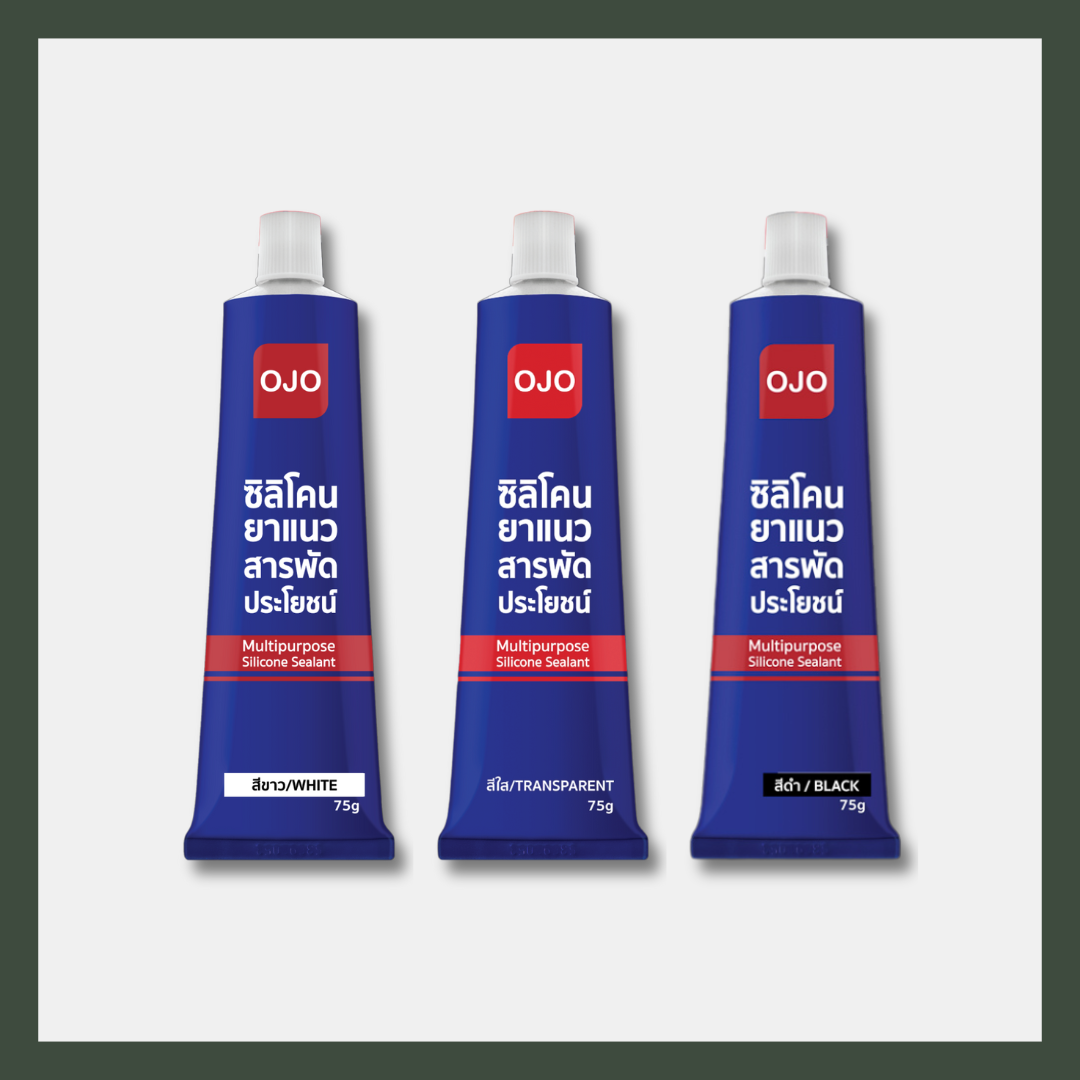 OJO
ซิลิโคน
ยาแนว
สารพัด
ประโยชน์
Multipurpose
Silicone Sealant
สีขาว/WHITE
75g
OJO
ซิลิโคน
ยาแนว
สารพัด
ประโยชน์
Multipurpose
Silicone Sealant
สีใส/TRANSPARENT
75g
OJO
ซิลิโคน
ยาแนว
สารพัด
ประโยชน์
Multipurpose
Silicone Sealant
สีดำ / BLACK
75g